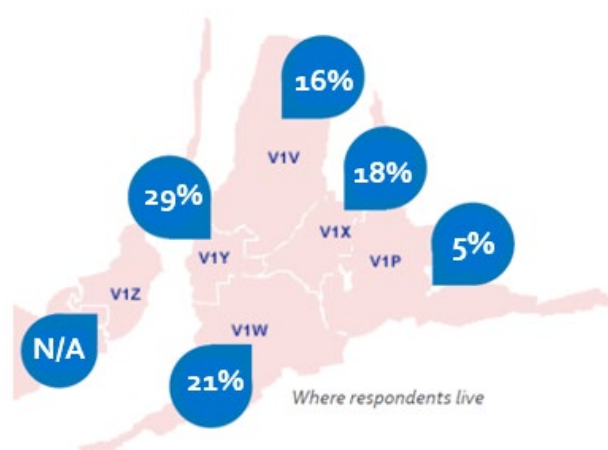 16%
V1V
18%
29%
V1X
5%
V1Y
V1P
V1Z
V1W
N/A
21%
Where respondents live